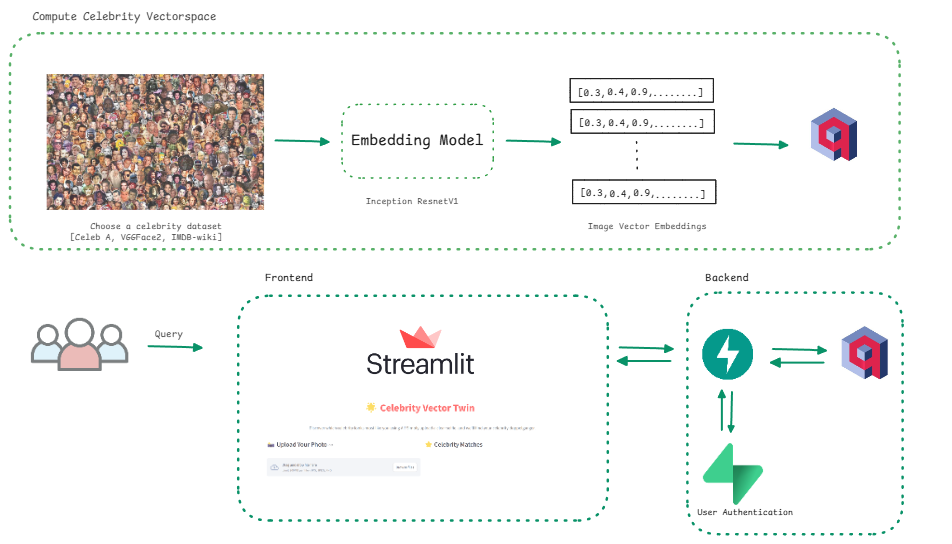 Compute Celebrity Vectorspace
Embedding Model
Inception ResnetV1
[0.3,0.4,0.9,........]
[0.3,0.4,0.9,........]
[0.3,0.4,0.9,........]
Choose a celebrity dataset
[Celeb A, VGGFace2, IMDB-wiki]
Image Vector Embeddings
Frontend
Backend
Query
Streamlit
Celebrity Vector Twin
Upload Your Photo →
Celebrity Matches
User Authentication